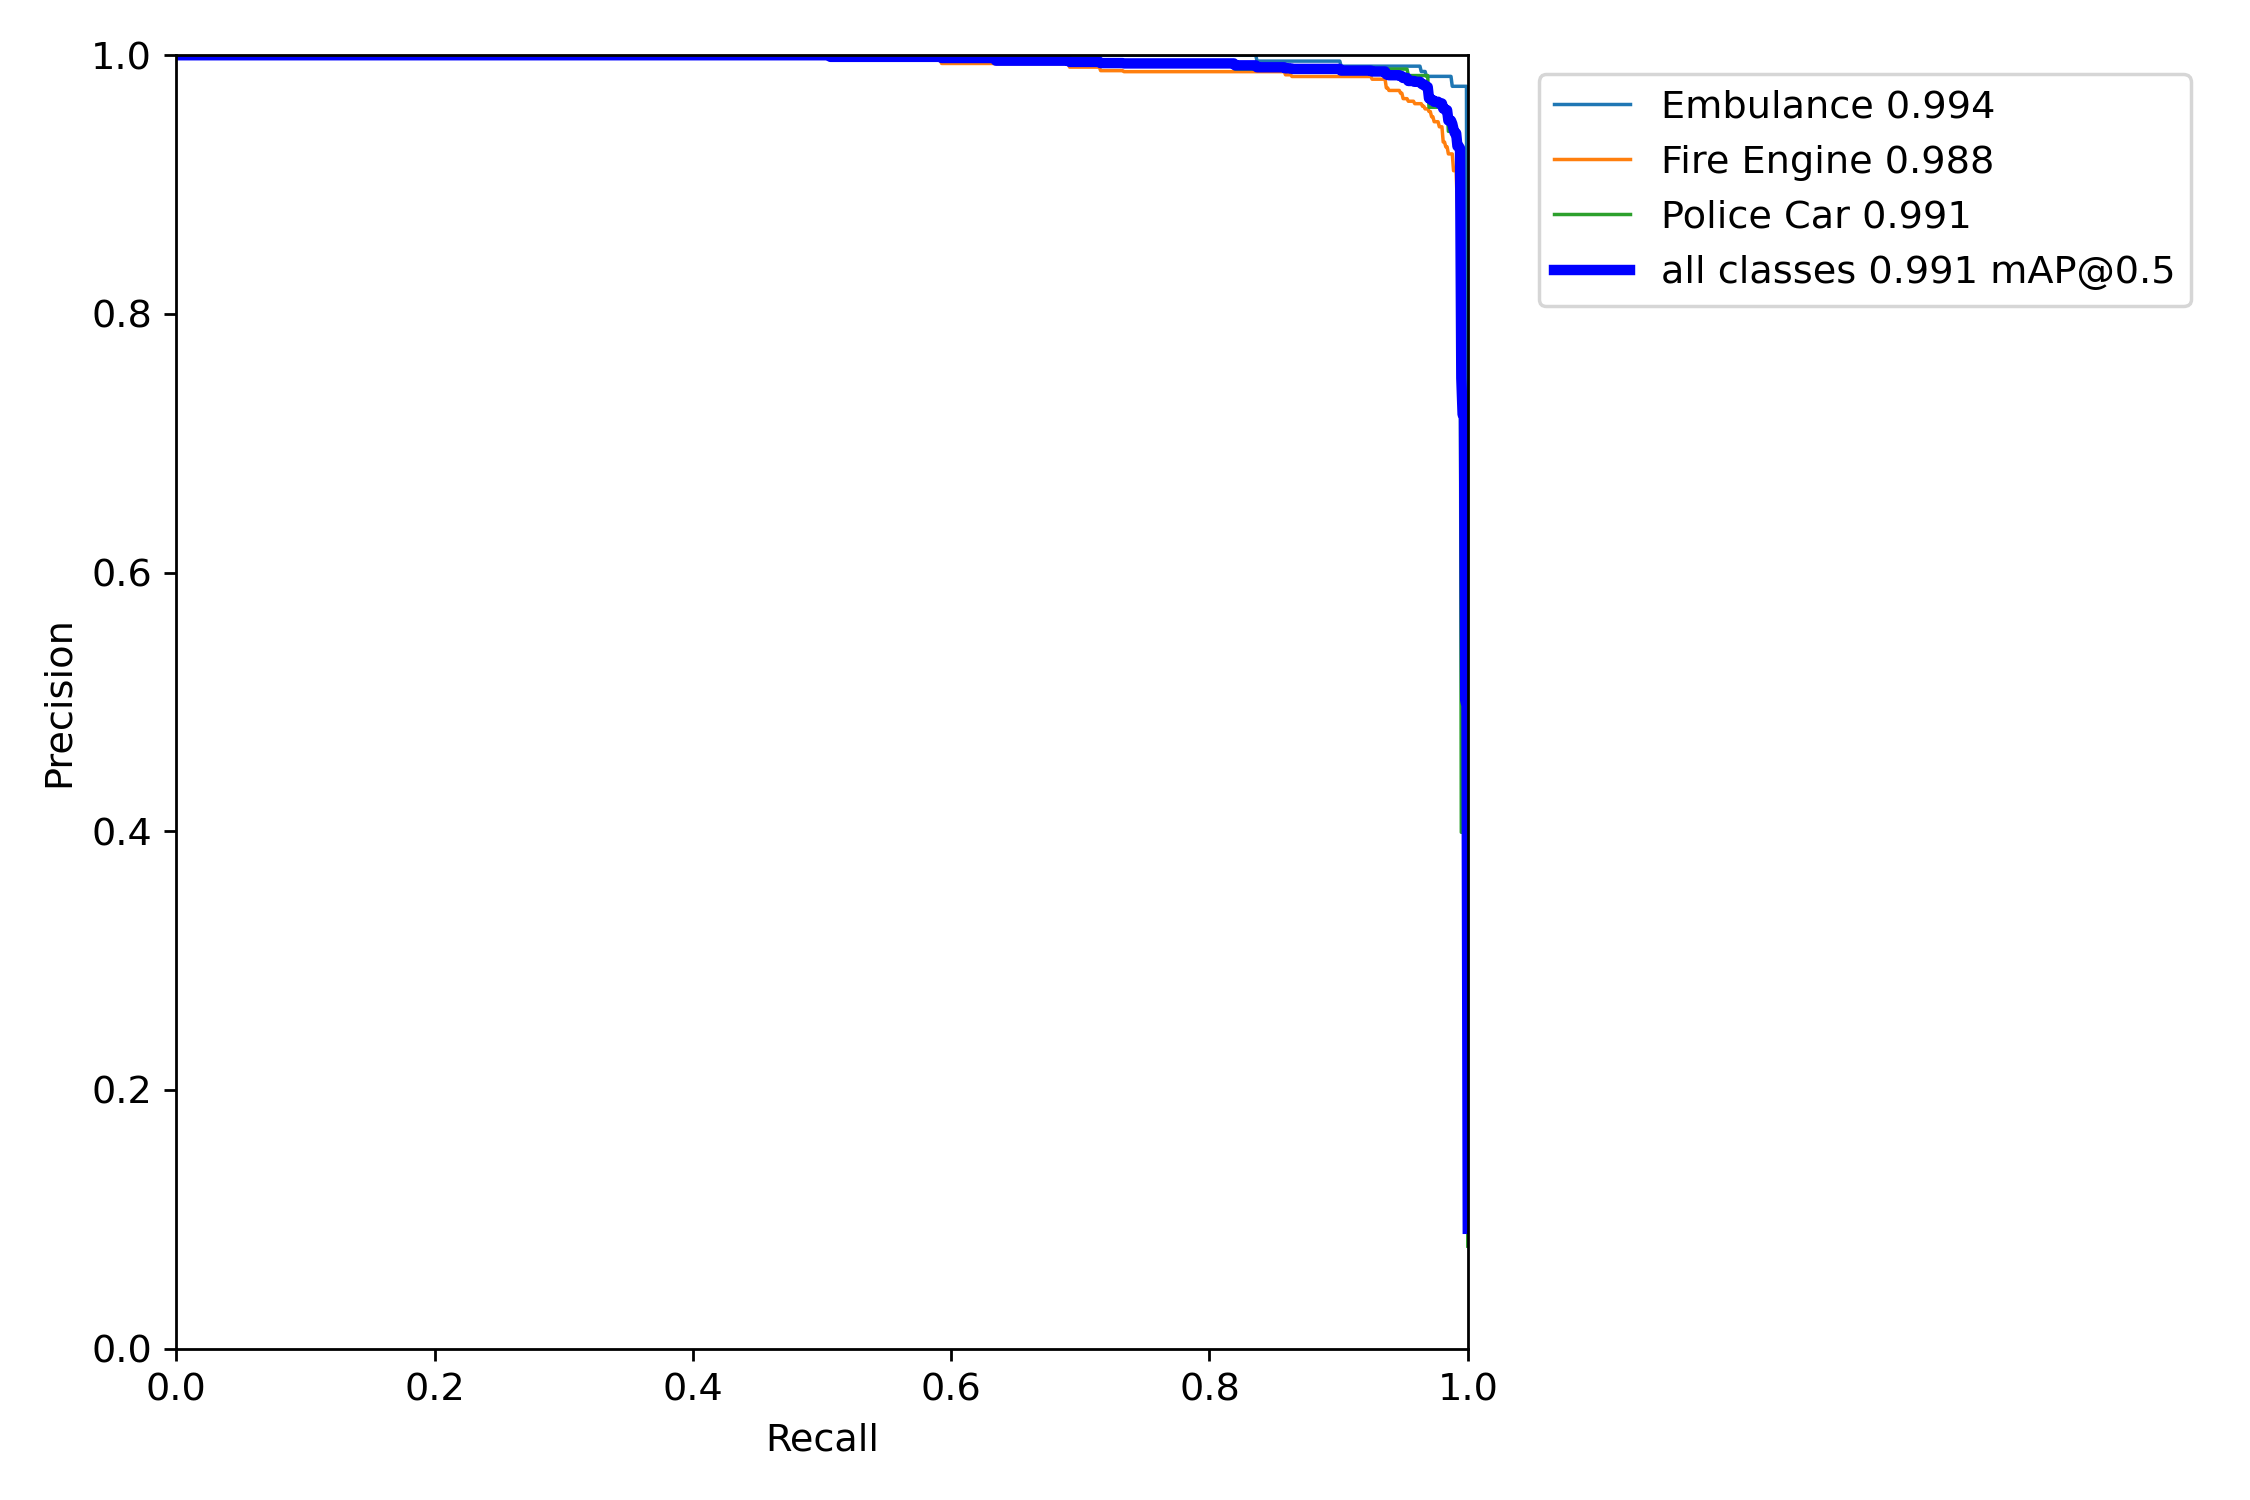 1.0
0.8
0.6
0.4
0.2
0.0
Precision
0.0 0.2 0.4 0.6 0.8 1.0
Recall
Embulance 0.994
Fire Engine 0.988
Police Car 0.991
all classes 0.991 mAP@0.5